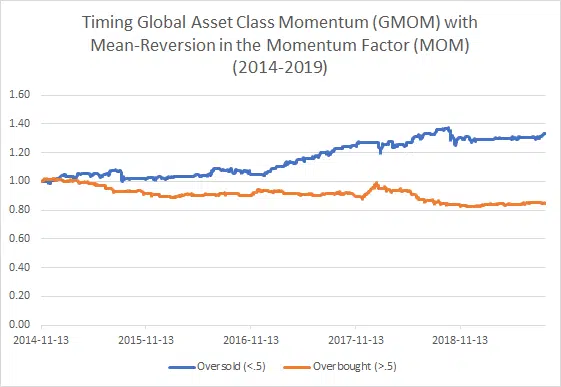 Timing Global Asset Class Momentum (GMOM) with
Mean-Reversion in the Momentum Factor (MOM)
(2014-2019)
1.60
1.40
1.20
1.00
0.80
0.60
0.40
0.20
0.00
2014-11-13 2015-11-13 2016-11-13 2017-11-13 2018-11-13
Oversold (<.5) Overbought (>.5)